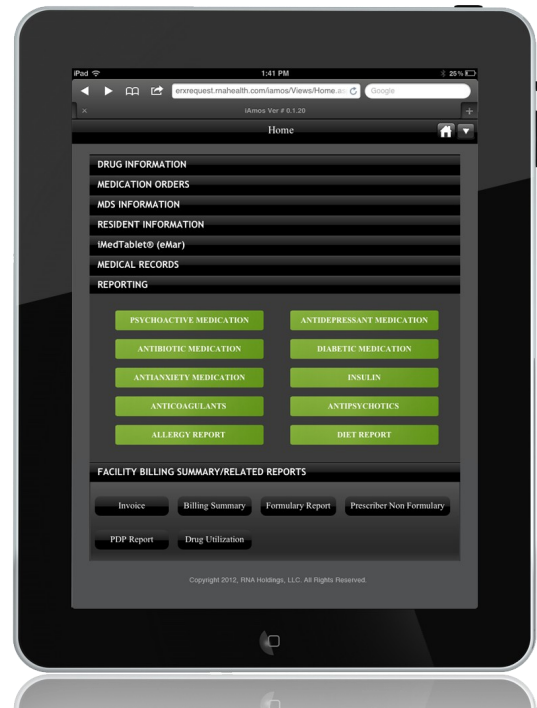 iPad 1:41 PM 25%
erxrequest.rnahealth.com/iamos/Views/Home.as Google
iAmos Ver # 0.1.20
Home
DRUG INFORMATION
MEDICATION ORDERS
MDS INFORMATION
RESIDENT INFORMATION
iMedTablet® (eMar)
MEDICAL RECORDS
REPORTING
PSYCHOACTIVE MEDICATION ANTIDEPRESSANT MEDICATION
ANTIBIOTIC MEDICATION DIABETIC MEDICATION
ANTIANXIETY MEDICATION INSULIN
ANTICOAGULANTS ANTIPSYCHOTICS
ALLERGY REPORT DIET REPORT
FACILITY BILLING SUMMARY/RELATED REPORTS
Invoice Billing Summary Formulary Report Prescriber Non Formulary
PDP Report Drug Utilization
Copyright 2012, RNA Holdings, LLC. All Rights Reserved.